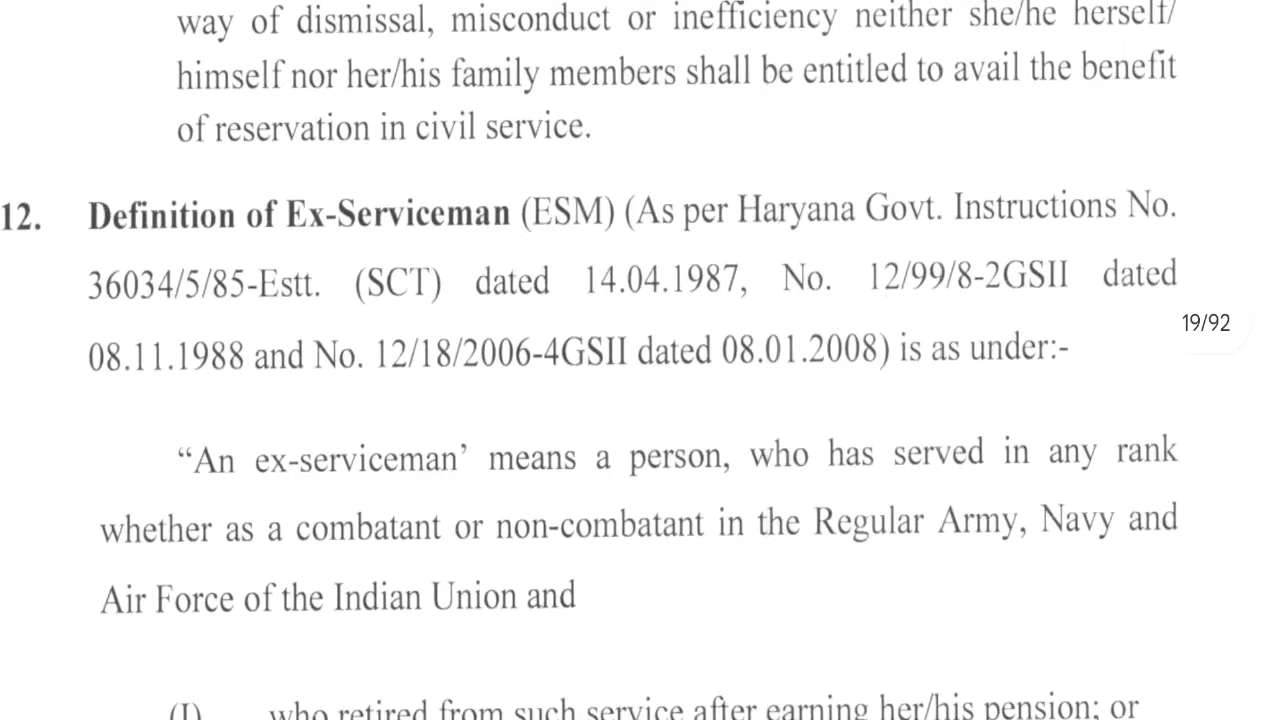 way of dismissal, misconduct or inefficiency neither she/he herself/
himself nor her/his family members shall be entitled to avail the benefit
of reservation in civil service.
12. Definition of Ex-Serviceman (ESM) (As per Haryana Govt. Instructions No.
36034/5/85-Estt. (SCT) dated 14.04.1987, No. 12/99/8-2GSII dated
19/92
08.11.1988 and No. 12/18/2006-4GSII dated 08.01.2008) is as under:-
“An ex-serviceman’ means a person, who has served in any rank
whether as a combatant or non-combatant in the Regular Army, Navy and
Air Force of the Indian Union and
(I) who retired from such service after earning her/his pension; or